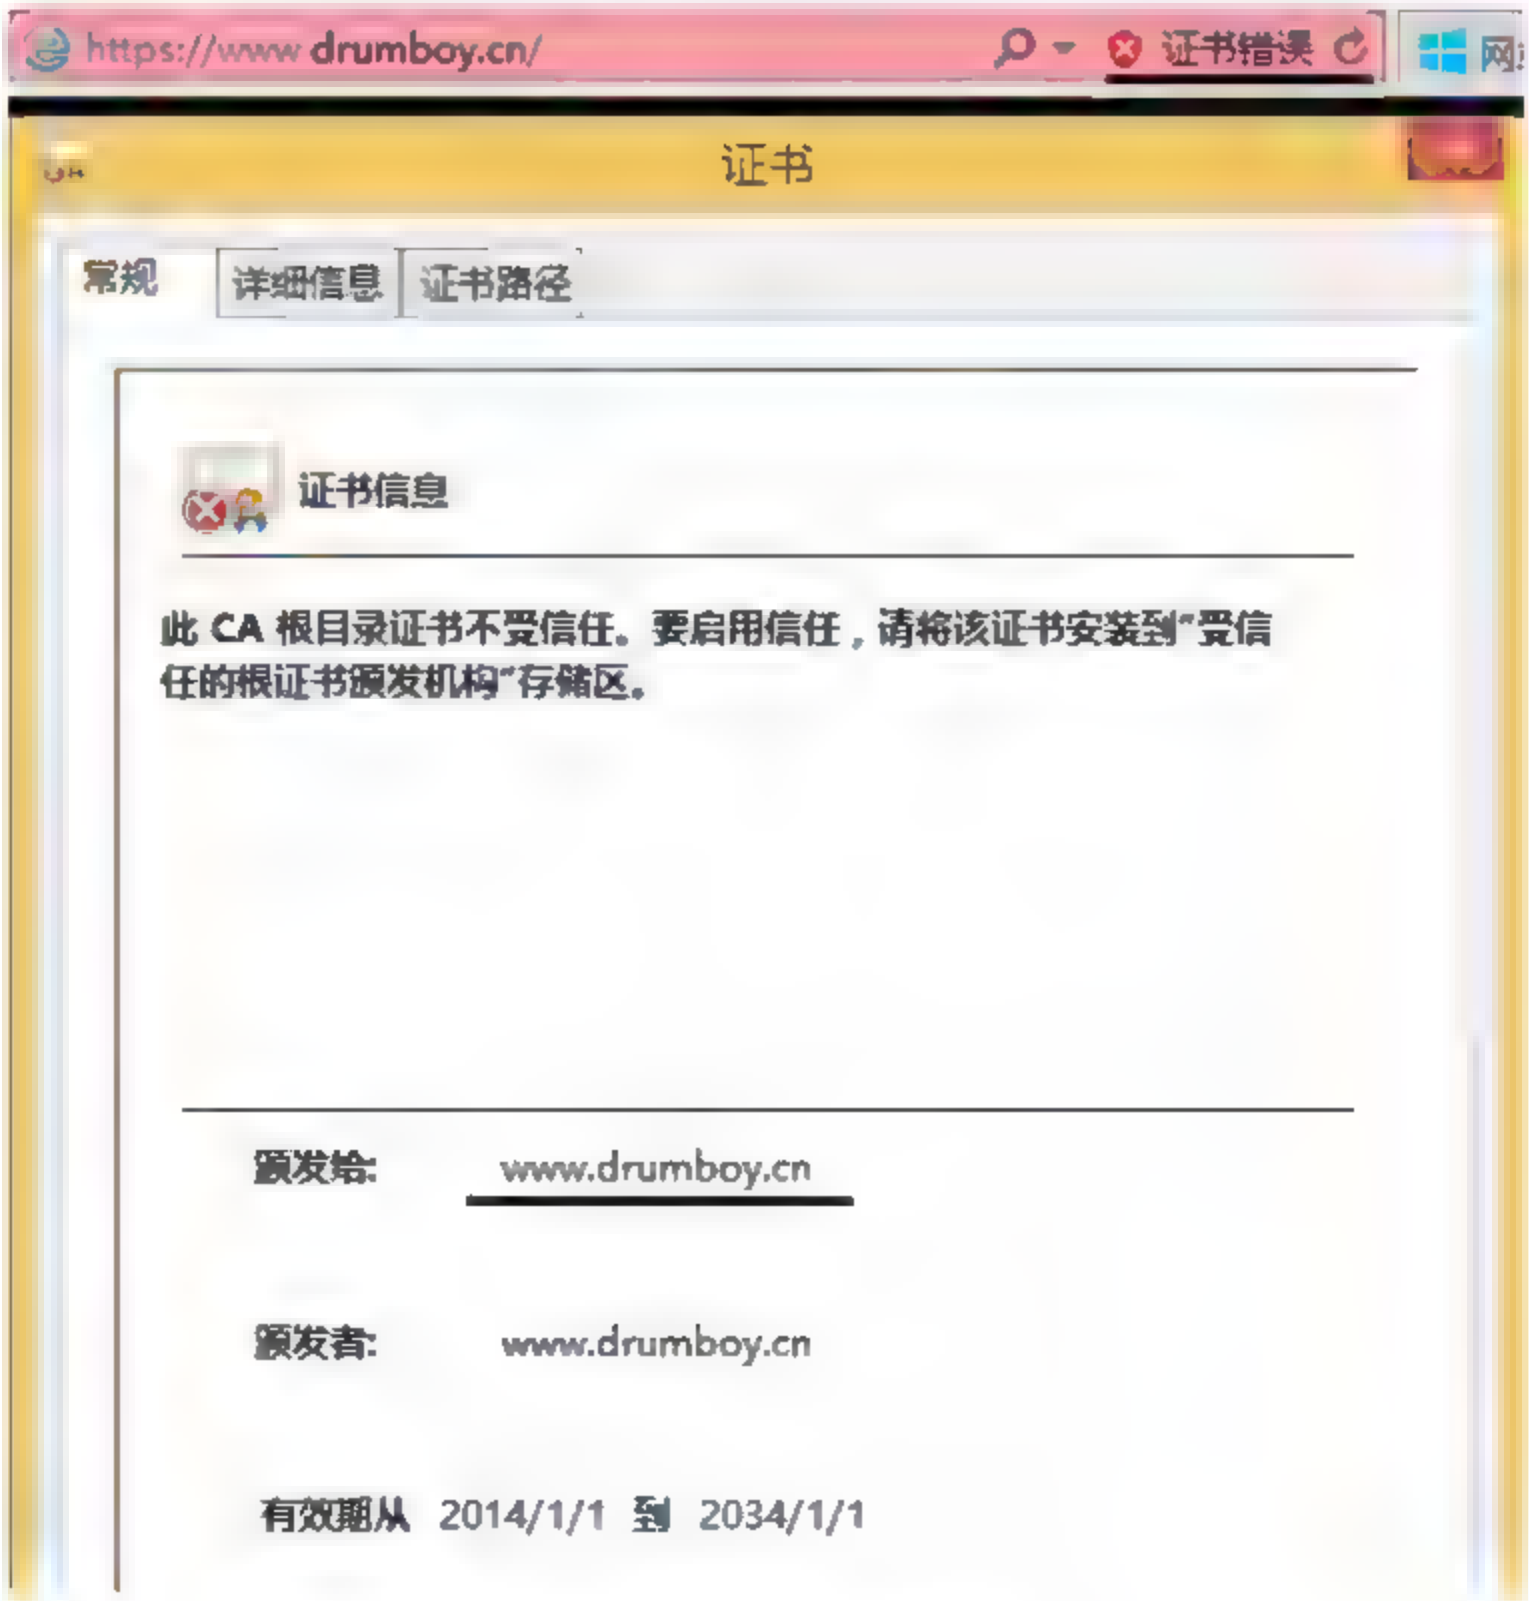 https://www.drumboy.cn/ 证书错误
证书
常规 详细信息 证书路径
证书信息
此 CA 根目录证书不受信任。要启用信任，请将该证书安装到"受信
任的根证书颁发机构"存储区。
颁发给: www.drumboy.cn
颁发者: www.drumboy.cn
有效期从 2014/1/1 到 2034/1/1